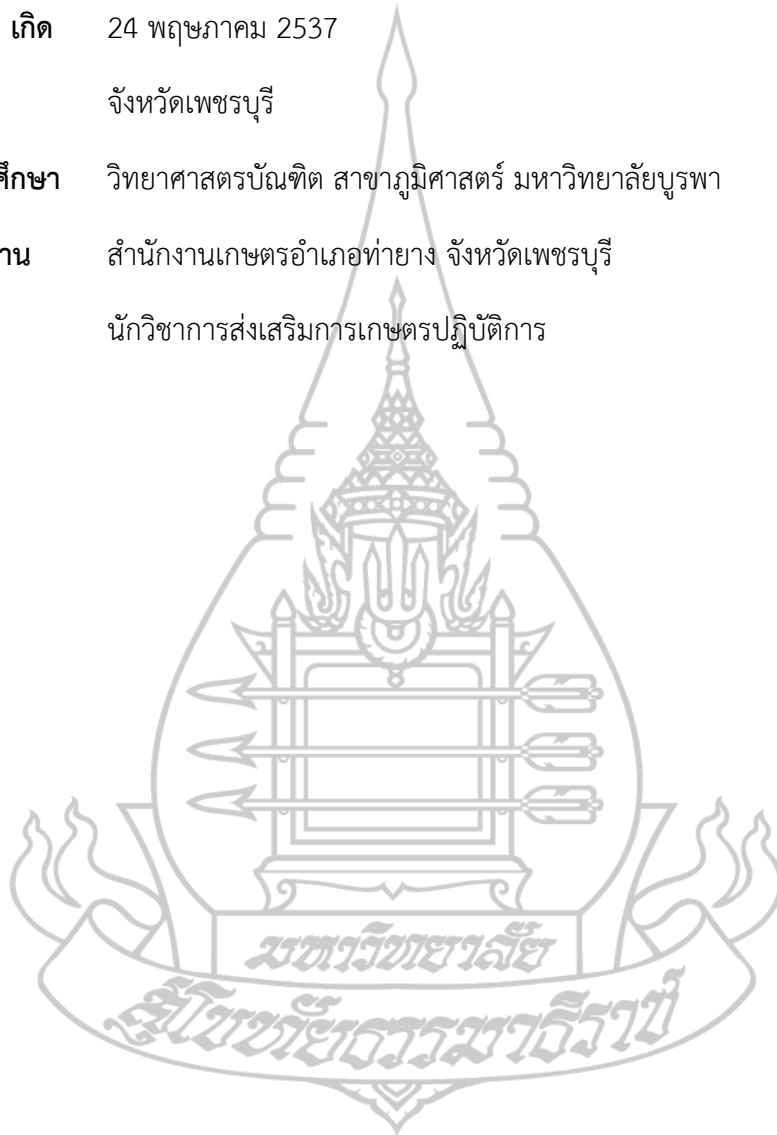 เกิด 24 พฤษภาคม 2537
จังหวัดเพชรบุรี
ศึกษา วิทยาศาสตรบัณฑิต สาขาภูมิศาสตร์ มหาวิทยาลัยบูรพา
าน สำนักงานเกษตรอำเภอท่ายาง จังหวัดเพชรบุรี
นักวิชาการส่งเสริมการเกษตรปฏิบัติการ
มหาวิทยาลัย
สุโขทัยธรรมาธิราช